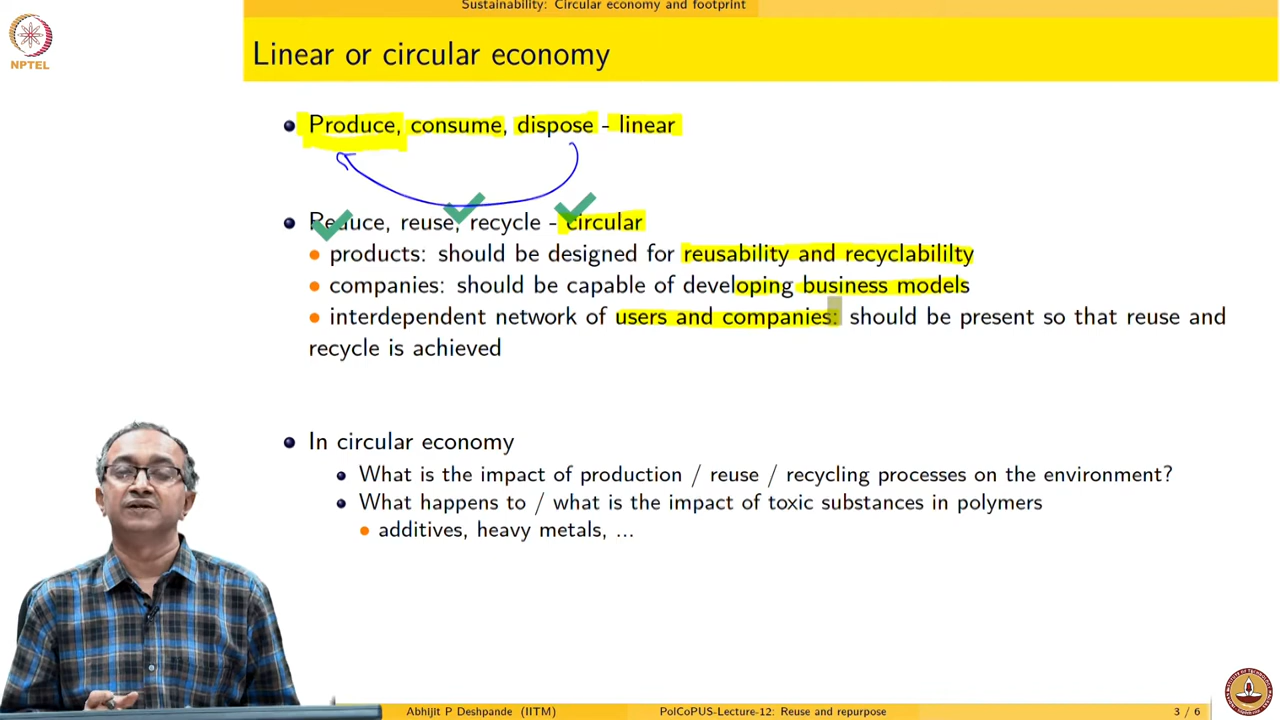 Sustainability: Circular economy and footprint
NPTEL
Linear or circular economy
Produce, consume, dispose - linear
Reduce, reuse, recycle - circular
products: should be designed for reusability and recyclabililty
companies: should be capable of developing business models
interdependent network of users and companies: should be present so that reuse and
recycle is achieved
In circular economy
What is the impact of production / reuse / recycling processes on the environment?
What happens to / what is the impact of toxic substances in polymers
additives, heavy metals, ...
Abhijit P Deshpande (IITM) PolCoPUS-Lecture-12: Reuse and repurpose 3 / 6